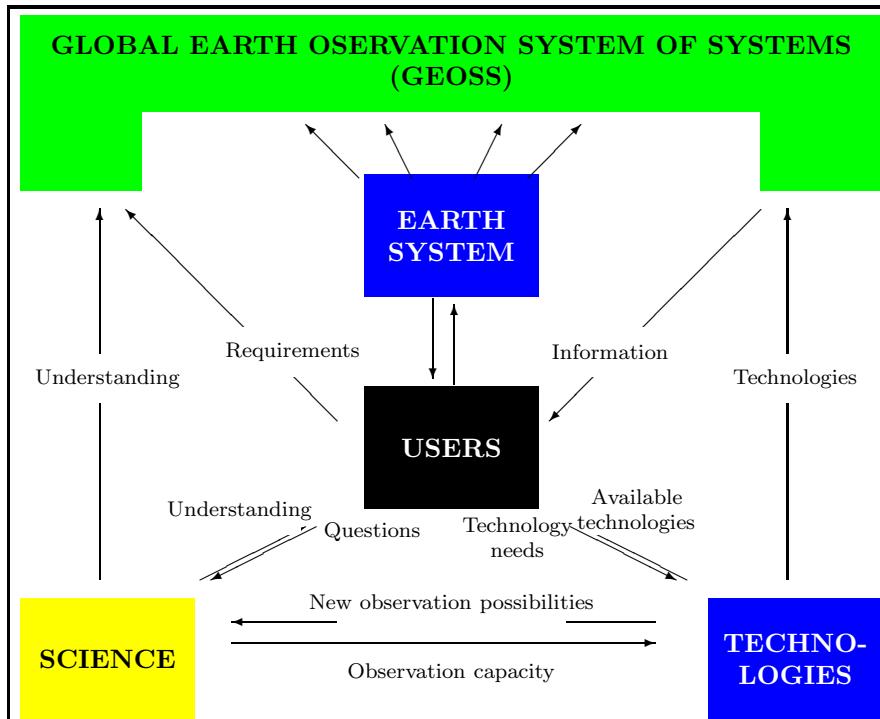 GLOBAL EARTH OSERVATION SYSTEM OF SYSTEMS
(GEOSS)
EARTH
SYSTEM
Requirements
Information
Understanding
Technologies
USERS
Understanding
Questions
Available
technologies
Technology
needs
New observation possibilities
SCIENCE
Observation capacity
TECHNO-
LOGIES